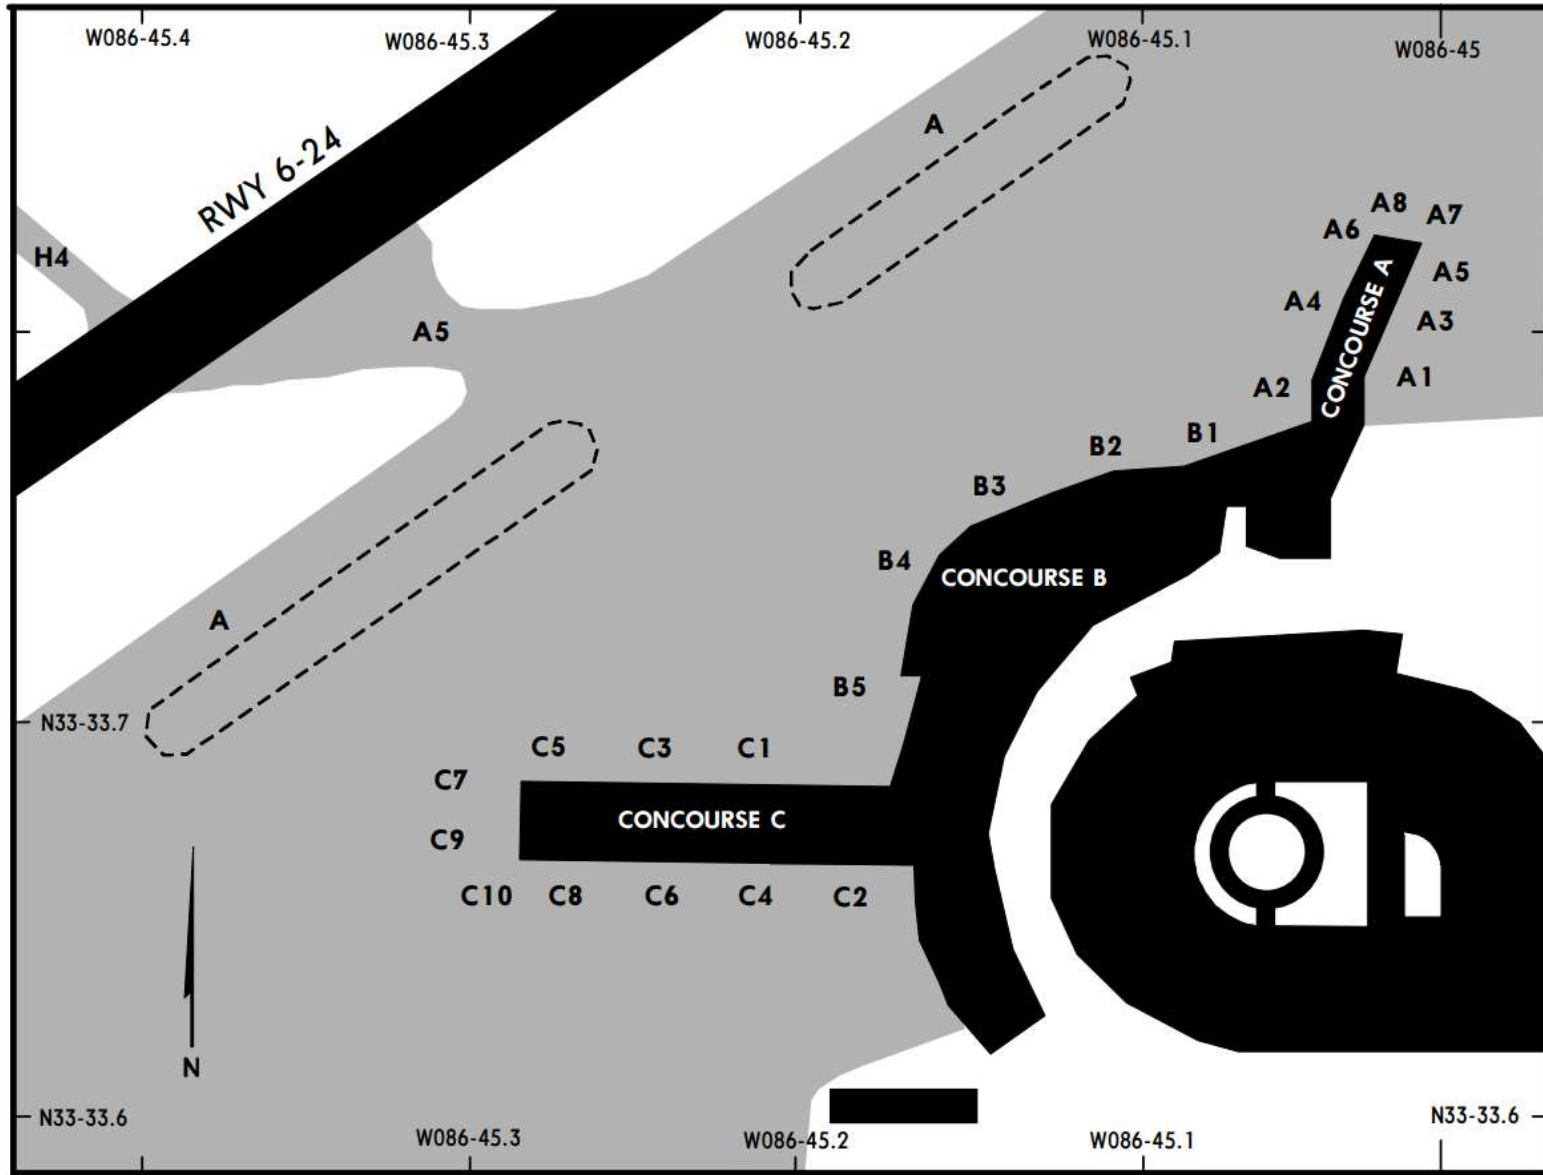 W086-45.4
W086-45.3
W086-45.2
W086-45.1
W086-45
RWY 6-24
A
H4
A5
A8
A7
A6
A5
A4
A3
A2
A1
CONCOURSE A
B1
B2
B3
B4
CONCOURSE B
A
B5
N33-33.7
C5
C3
C1
C7
CONCOURSE C
C9
C10
C8
C6
C4
C2
N
N33-33.6
N33-33.6
W086-45.3
W086-45.2
W086-45.1